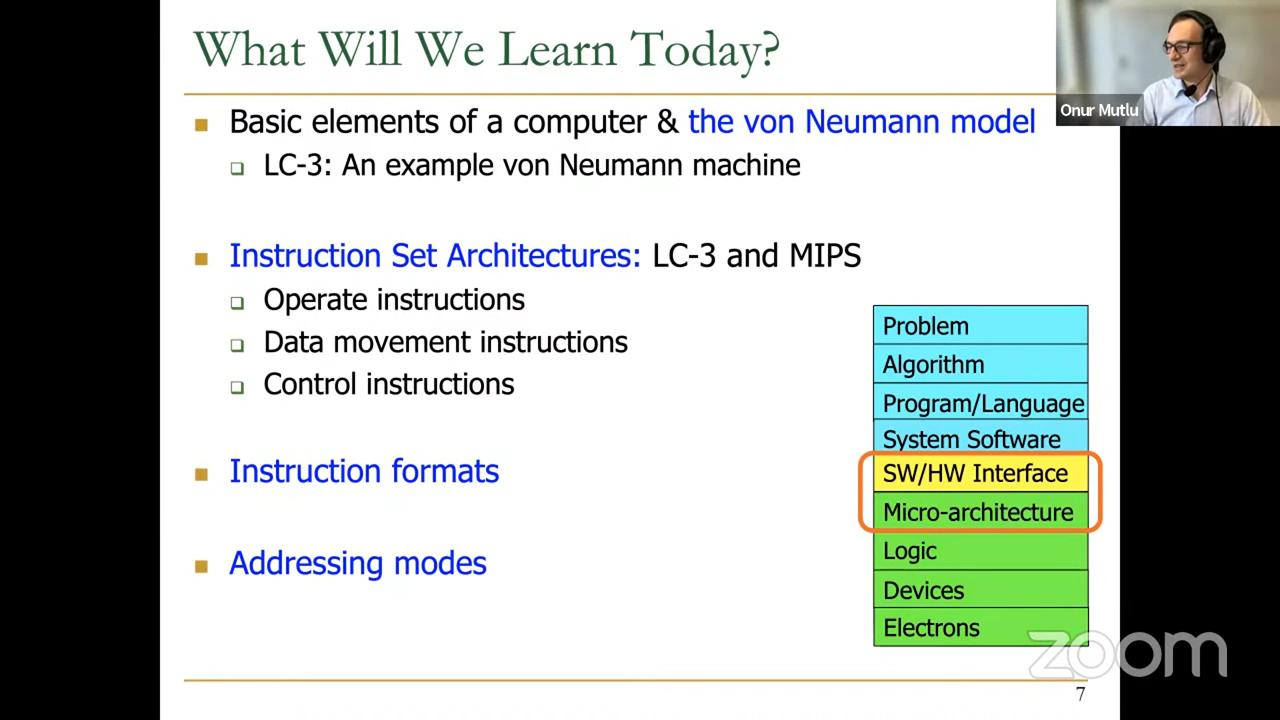 What Will We Learn Today?
Onur Mutlu
Basic elements of a computer & the von Neumann model
LC-3: An example von Neumann machine
Instruction Set Architectures: LC-3 and MIPS
Operate instructions
Data movement instructions
Control instructions
Instruction formats
Addressing modes
Problem
Algorithm
Program/Language
System Software
SW/HW Interface
Micro-architecture
Logic
Devices
Electrons
zoom
7